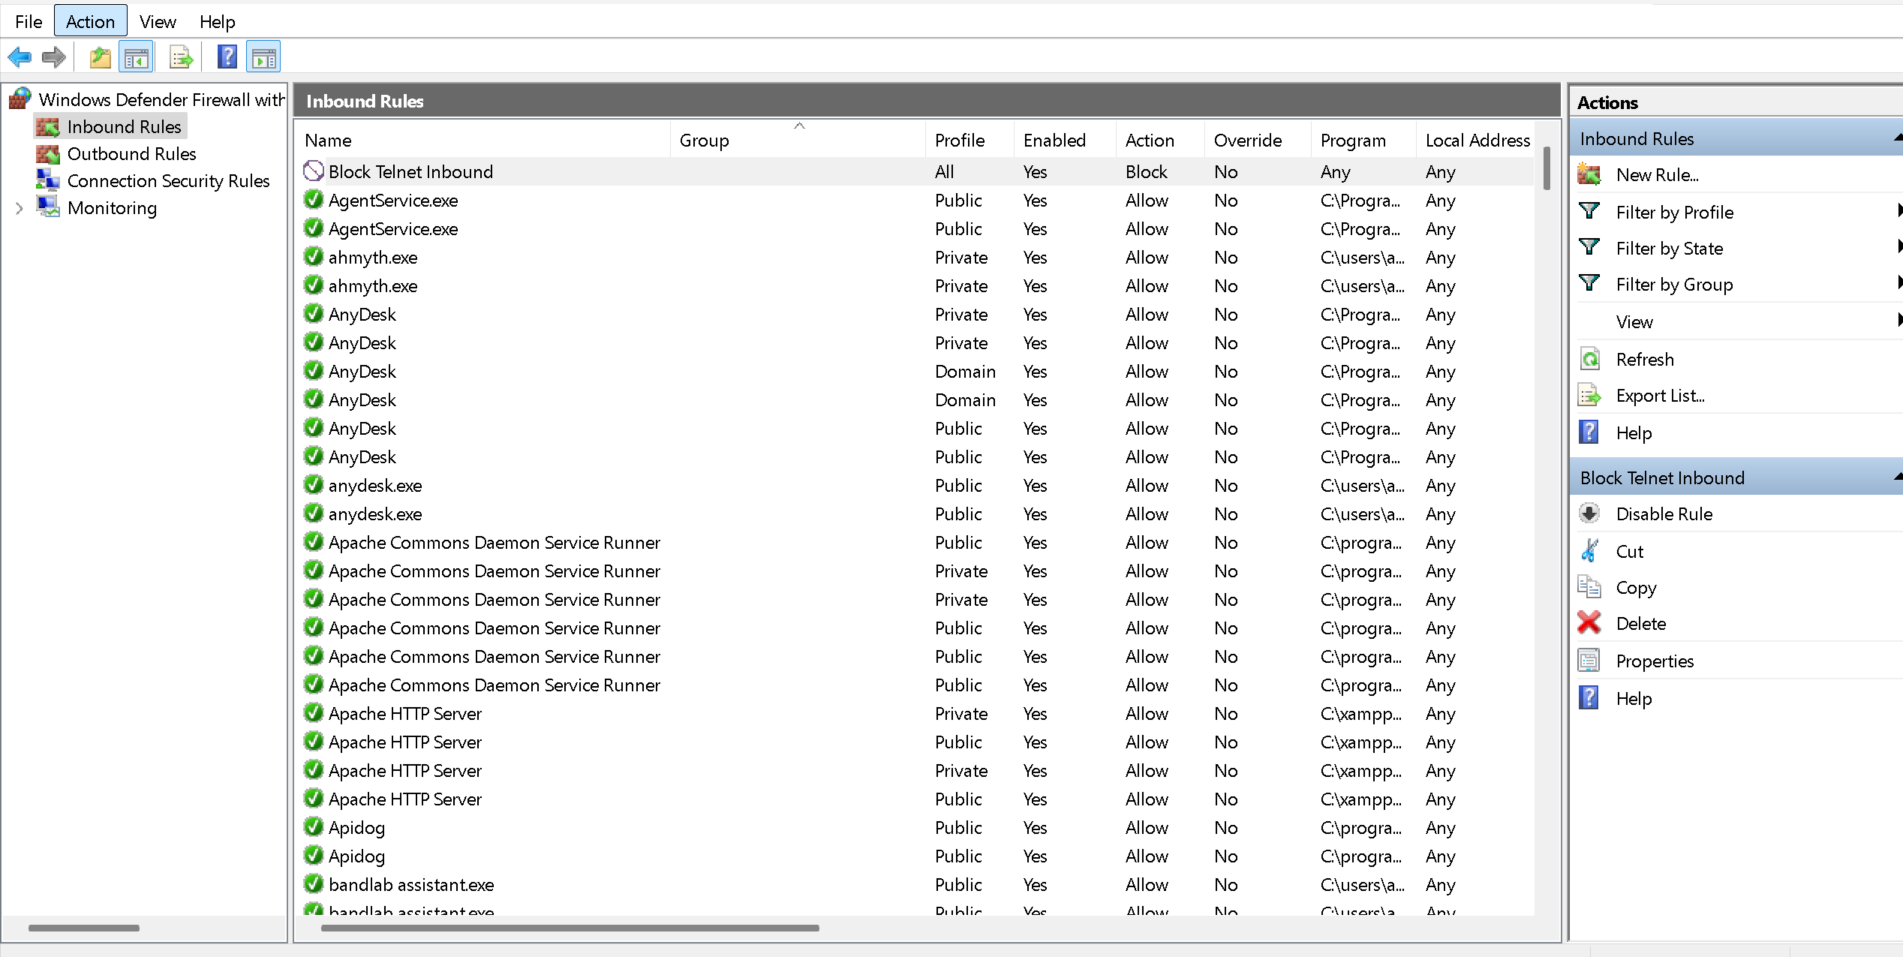 File Action View Help
Windows Defender Firewall with
Inbound Rules
Outbound Rules
Connection Security Rules
Monitoring
Inbound Rules
Name Group Profile Enabled Action Override Program Local Address
Block Telnet Inbound All Yes Block No Any Any
AgentService.exe Public Yes Allow No C:\Progra... Any
AgentService.exe Public Yes Allow No C:\Progra... Any
ahmyth.exe Private Yes Allow No C:\users\a... Any
ahmyth.exe Private Yes Allow No C:\users\a... Any
AnyDesk Private Yes Allow No C:\Progra... Any
AnyDesk Private Yes Allow No C:\Progra... Any
AnyDesk Domain Yes Allow No C:\Progra... Any
AnyDesk Domain Yes Allow No C:\Progra... Any
AnyDesk Public Yes Allow No C:\Progra... Any
AnyDesk Public Yes Allow No C:\Progra... Any
anydesk.exe Public Yes Allow No C:\users\a... Any
anydesk.exe Public Yes Allow No C:\users\a... Any
Apache Commons Daemon Service Runner Public Yes Allow No C:\progra... Any
Apache Commons Daemon Service Runner Private Yes Allow No C:\progra... Any
Apache Commons Daemon Service Runner Private Yes Allow No C:\progra... Any
Apache Commons Daemon Service Runner Public Yes Allow No C:\progra... Any
Apache Commons Daemon Service Runner Public Yes Allow No C:\progra... Any
Apache Commons Daemon Service Runner Public Yes Allow No C:\progra... Any
Apache HTTP Server Private Yes Allow No C:\xampp... Any
Apache HTTP Server Public Yes Allow No C:\xampp... Any
Apache HTTP Server Private Yes Allow No C:\xampp... Any
Apache HTTP Server Public Yes Allow No C:\xampp... Any
Apidog Public Yes Allow No C:\progra... Any
Apidog Public Yes Allow No C:\progra... Any
bandlab assistant.exe Public Yes Allow No C:\users\a... Any
bandlab assistant.exe Public Yes Allow No C:\users\a... Any
Actions
Inbound Rules
New Rule...
Filter by Profile
Filter by State
Filter by Group
View
Refresh
Export List...
Help
Block Telnet Inbound
Disable Rule
Cut
Copy
Delete
Properties
Help